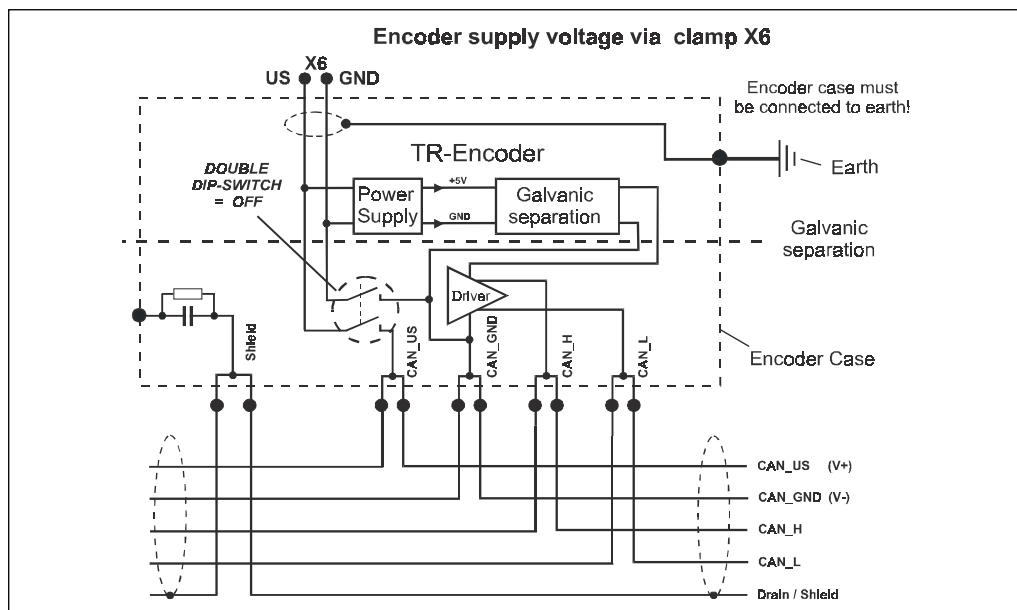 Encoder supply voltage via clamp X6
X6
US
GND
Encoder case must
be connected to earth!
TR-Encoder
Earth
DOUBLE
DIP-SWITCH
= OFF
Power
Supply
+5V
GND
Galvanic
separation
Galvanic
separation
Driver
Shield
CAN_US
CAN_GND
CAN_H
CAN_L
Encoder Case
CAN_US (V+)
CAN_GND (V-)
CAN_H
CAN_L
Drain / Shield